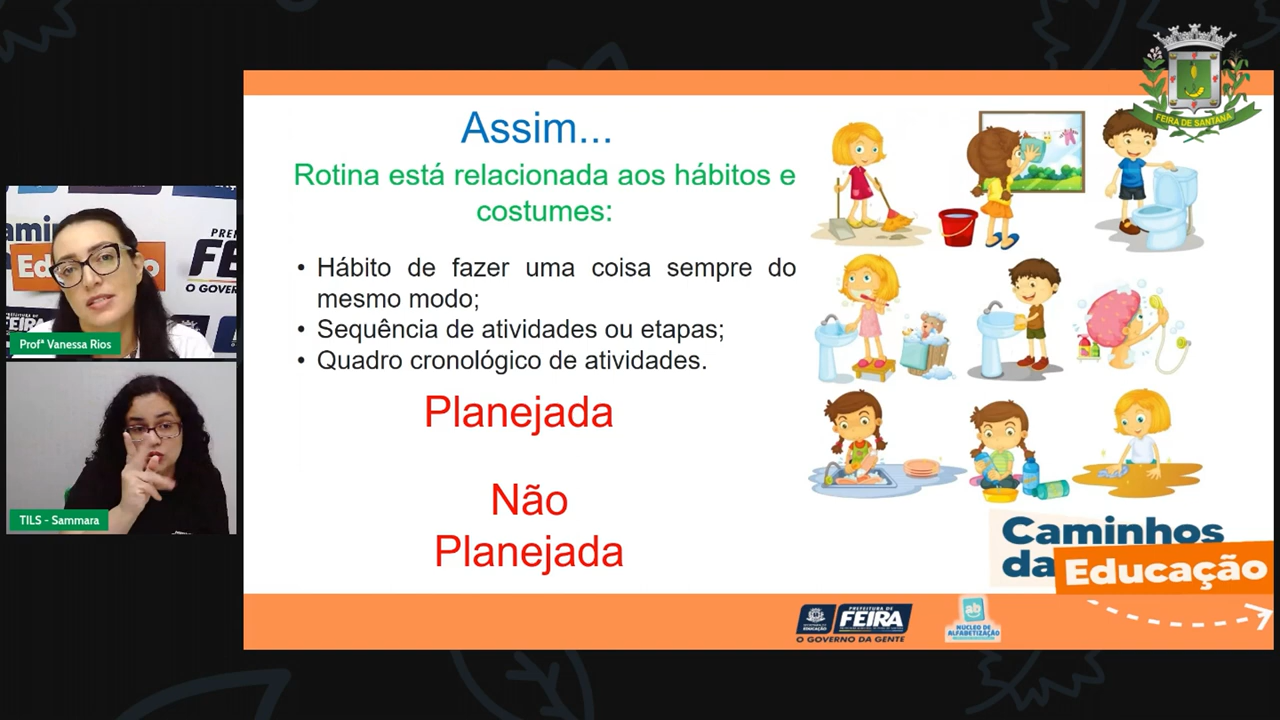 FEIRA DE SANTANA
Assim...
Rotina está relacionada aos hábitos e
costumes:
• Hábito de fazer uma coisa sempre do
mesmo modo;
• Sequência de atividades ou etapas;
• Quadro cronológico de atividades.
Planejada
Não
Planejada
Profª Vanessa Rios
TILS - Sammara
Caminhos
da Educação
PREFEITURA DE
FEIRA
O GOVERNO DA GENTE
ab
NÚCLEO DE
ALFABETIZAÇÃO